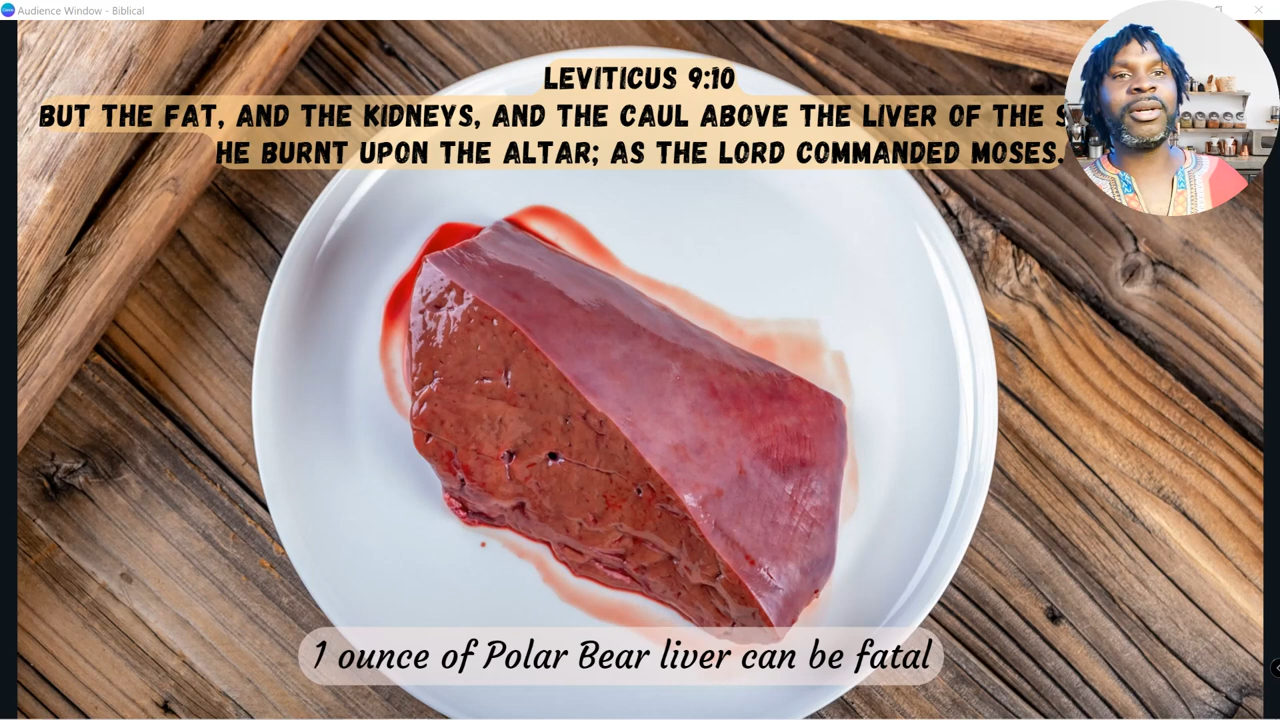 Audience Window - Biblical
LEVITICUS 9:10
BUT THE FAT, AND THE KIDNEYS, AND THE CAUL ABOVE THE LIVER OF THE
HE BURNT UPON THE ALTAR; AS THE LORD COMMANDED MOSES.
1 ounce of Polar Bear liver can be fatal